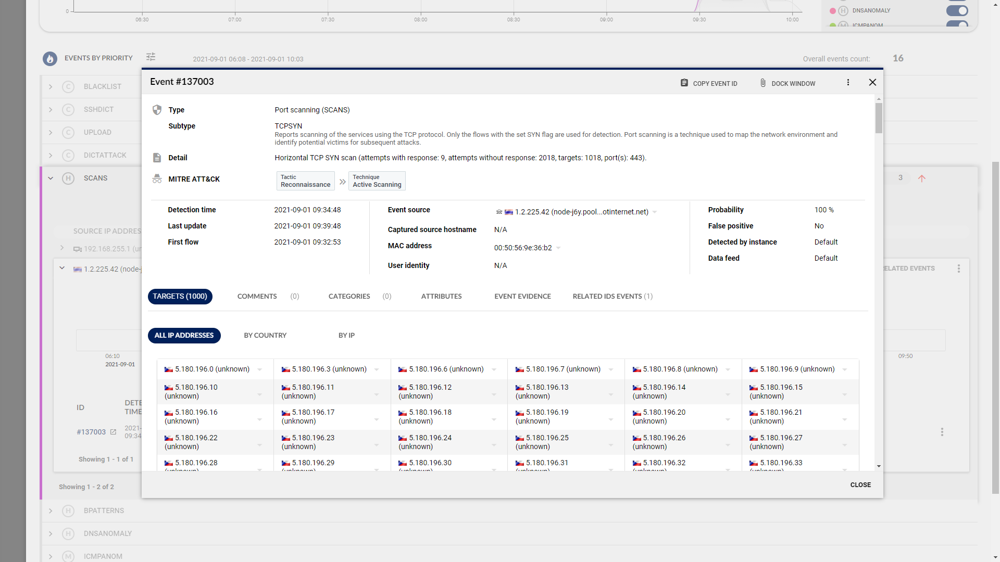 0
06:30
07:00
07:30
08:00
08:30
09:00
09:30
10:00
H DNSANOMALY
M ICMPANOM
EVENTS BY PRIORITY
2021-09-01 06:08 - 2021-09-01 10:03
Overall events count: 16
C BLACKLIST
C SSHDICT
C UPLOAD
C DICTATTACK
H SCANS
3
SOURCE IP ADDRES
192.168.255.1 (un
1.2.225.42 (node-j
RELATED EVENTS
06:10
2021-09-01
09:50
ID
DETE
TIME
#137003
2021-
09:34
Showing 1 - 1 of 1
Showing 1 - 2 of 2
H BPATTERNS
H DNSANOMALY
M ICMPANOM
Event #137003
COPY EVENT ID
DOCK WINDOW
Type Port scanning (SCANS)
Subtype TCPSYN
Reports scanning of the services using the TCP protocol. Only the flows with the set SYN flag are used for detection. Port scanning is a technique used to map the network environment and
identify potential victims for subsequent attacks.
Detail Horizontal TCP SYN scan (attempts with response: 9, attempts without response: 2018, targets: 1018, port(s): 443).
MITRE ATT&CK
Tactic
Reconnaissance
Technique
Active Scanning
Detection time 2021-09-01 09:34:48
Last update 2021-09-01 09:39:48
First flow 2021-09-01 09:32:53
Event source 1.2.225.42 (node-j6y.pool...otinternet.net)
Captured source hostname N/A
MAC address 00:50:56:9e:36:b2
User identity N/A
Probability 100 %
False positive No
Detected by instance Default
Data feed Default
TARGETS (1000) COMMENTS (0) CATEGORIES (0) ATTRIBUTES EVENT EVIDENCE RELATED IDS EVENTS (1)
ALL IP ADDRESSES BY COUNTRY BY IP
5.180.196.0 (unknown) 5.180.196.3 (unknown) 5.180.196.6 (unknown) 5.180.196.7 (unknown) 5.180.196.8 (unknown) 5.180.196.9 (unknown)
5.180.196.10 5.180.196.11 5.180.196.12 5.180.196.13 5.180.196.14 5.180.196.15
(unknown) (unknown) (unknown) (unknown) (unknown) (unknown)
5.180.196.16 5.180.196.17 5.180.196.18 5.180.196.19 5.180.196.20 5.180.196.21
(unknown) (unknown) (unknown) (unknown) (unknown) (unknown)
5.180.196.22 5.180.196.23 5.180.196.24 5.180.196.25 5.180.196.26 5.180.196.27
(unknown) (unknown) (unknown) (unknown) (unknown) (unknown)
5.180.196.28 5.180.196.29 5.180.196.30 5.180.196.31 5.180.196.32 5.180.196.33
(unknown) (unknown) (unknown) (unknown) (unknown) (unknown)
CLOSE